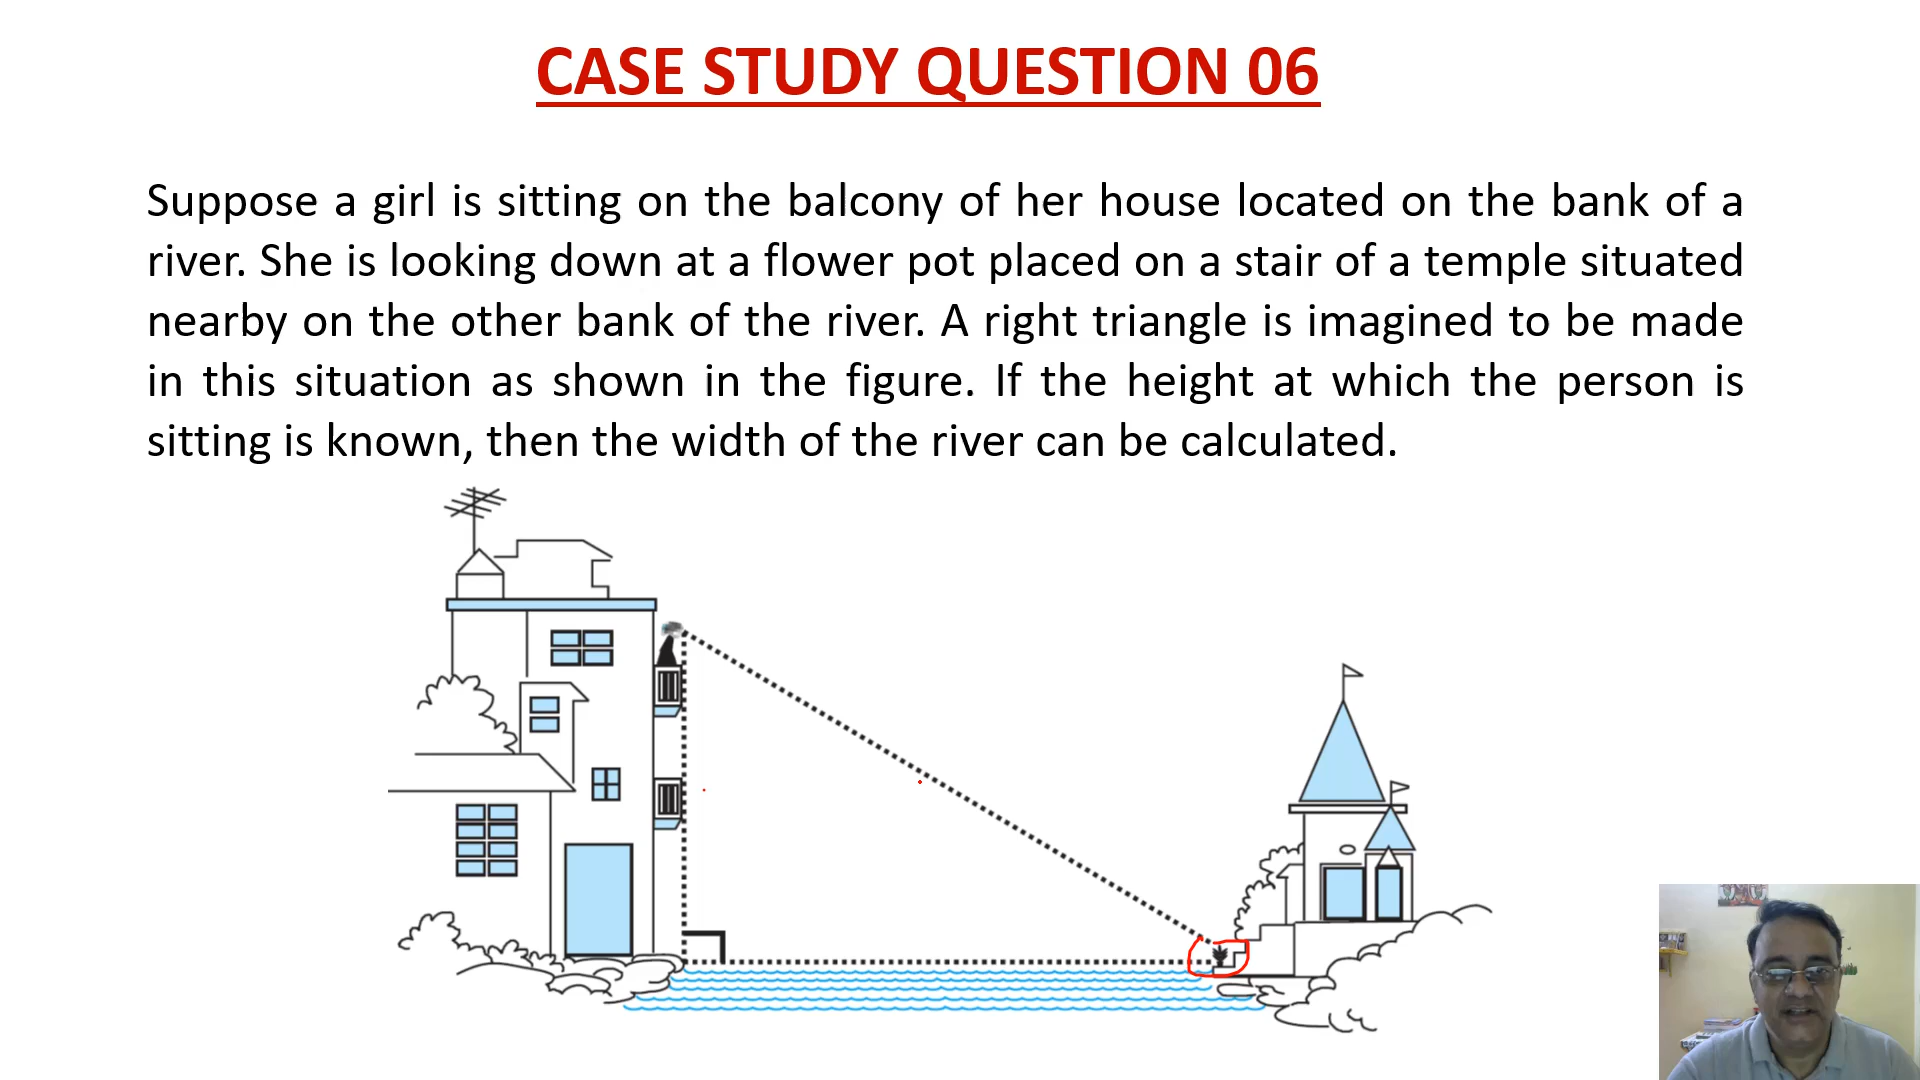 CASE STUDY QUESTION 06
Suppose a girl is sitting on the balcony of her house located on the bank of a
river. She is looking down at a flower pot placed on a stair of a temple situated
nearby on the other bank of the river. A right triangle is imagined to be made
in this situation as shown in the figure. If the height at which the person is
sitting is known, then the width of the river can be calculated.